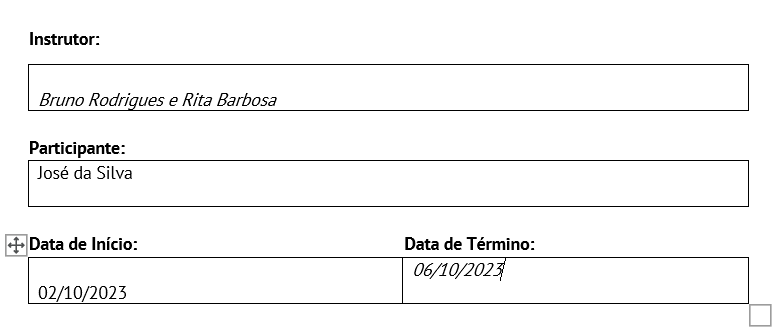 Instrutor:
Bruno Rodrigues e Rita Barbosa
Participante:
José da Silva
Data de Início: Data de Término:
06/10/2023
02/10/2023